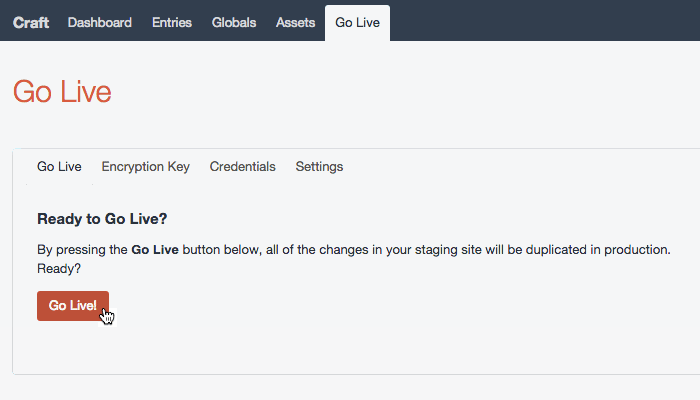 Craft Dashboard Entries Globals Assets Go Live
Go Live
Go Live Encryption Key Credentials Settings
Ready to Go Live?
By pressing the Go Live button below, all of the changes in your staging site will be duplicated in production.
Ready?
Go Live!